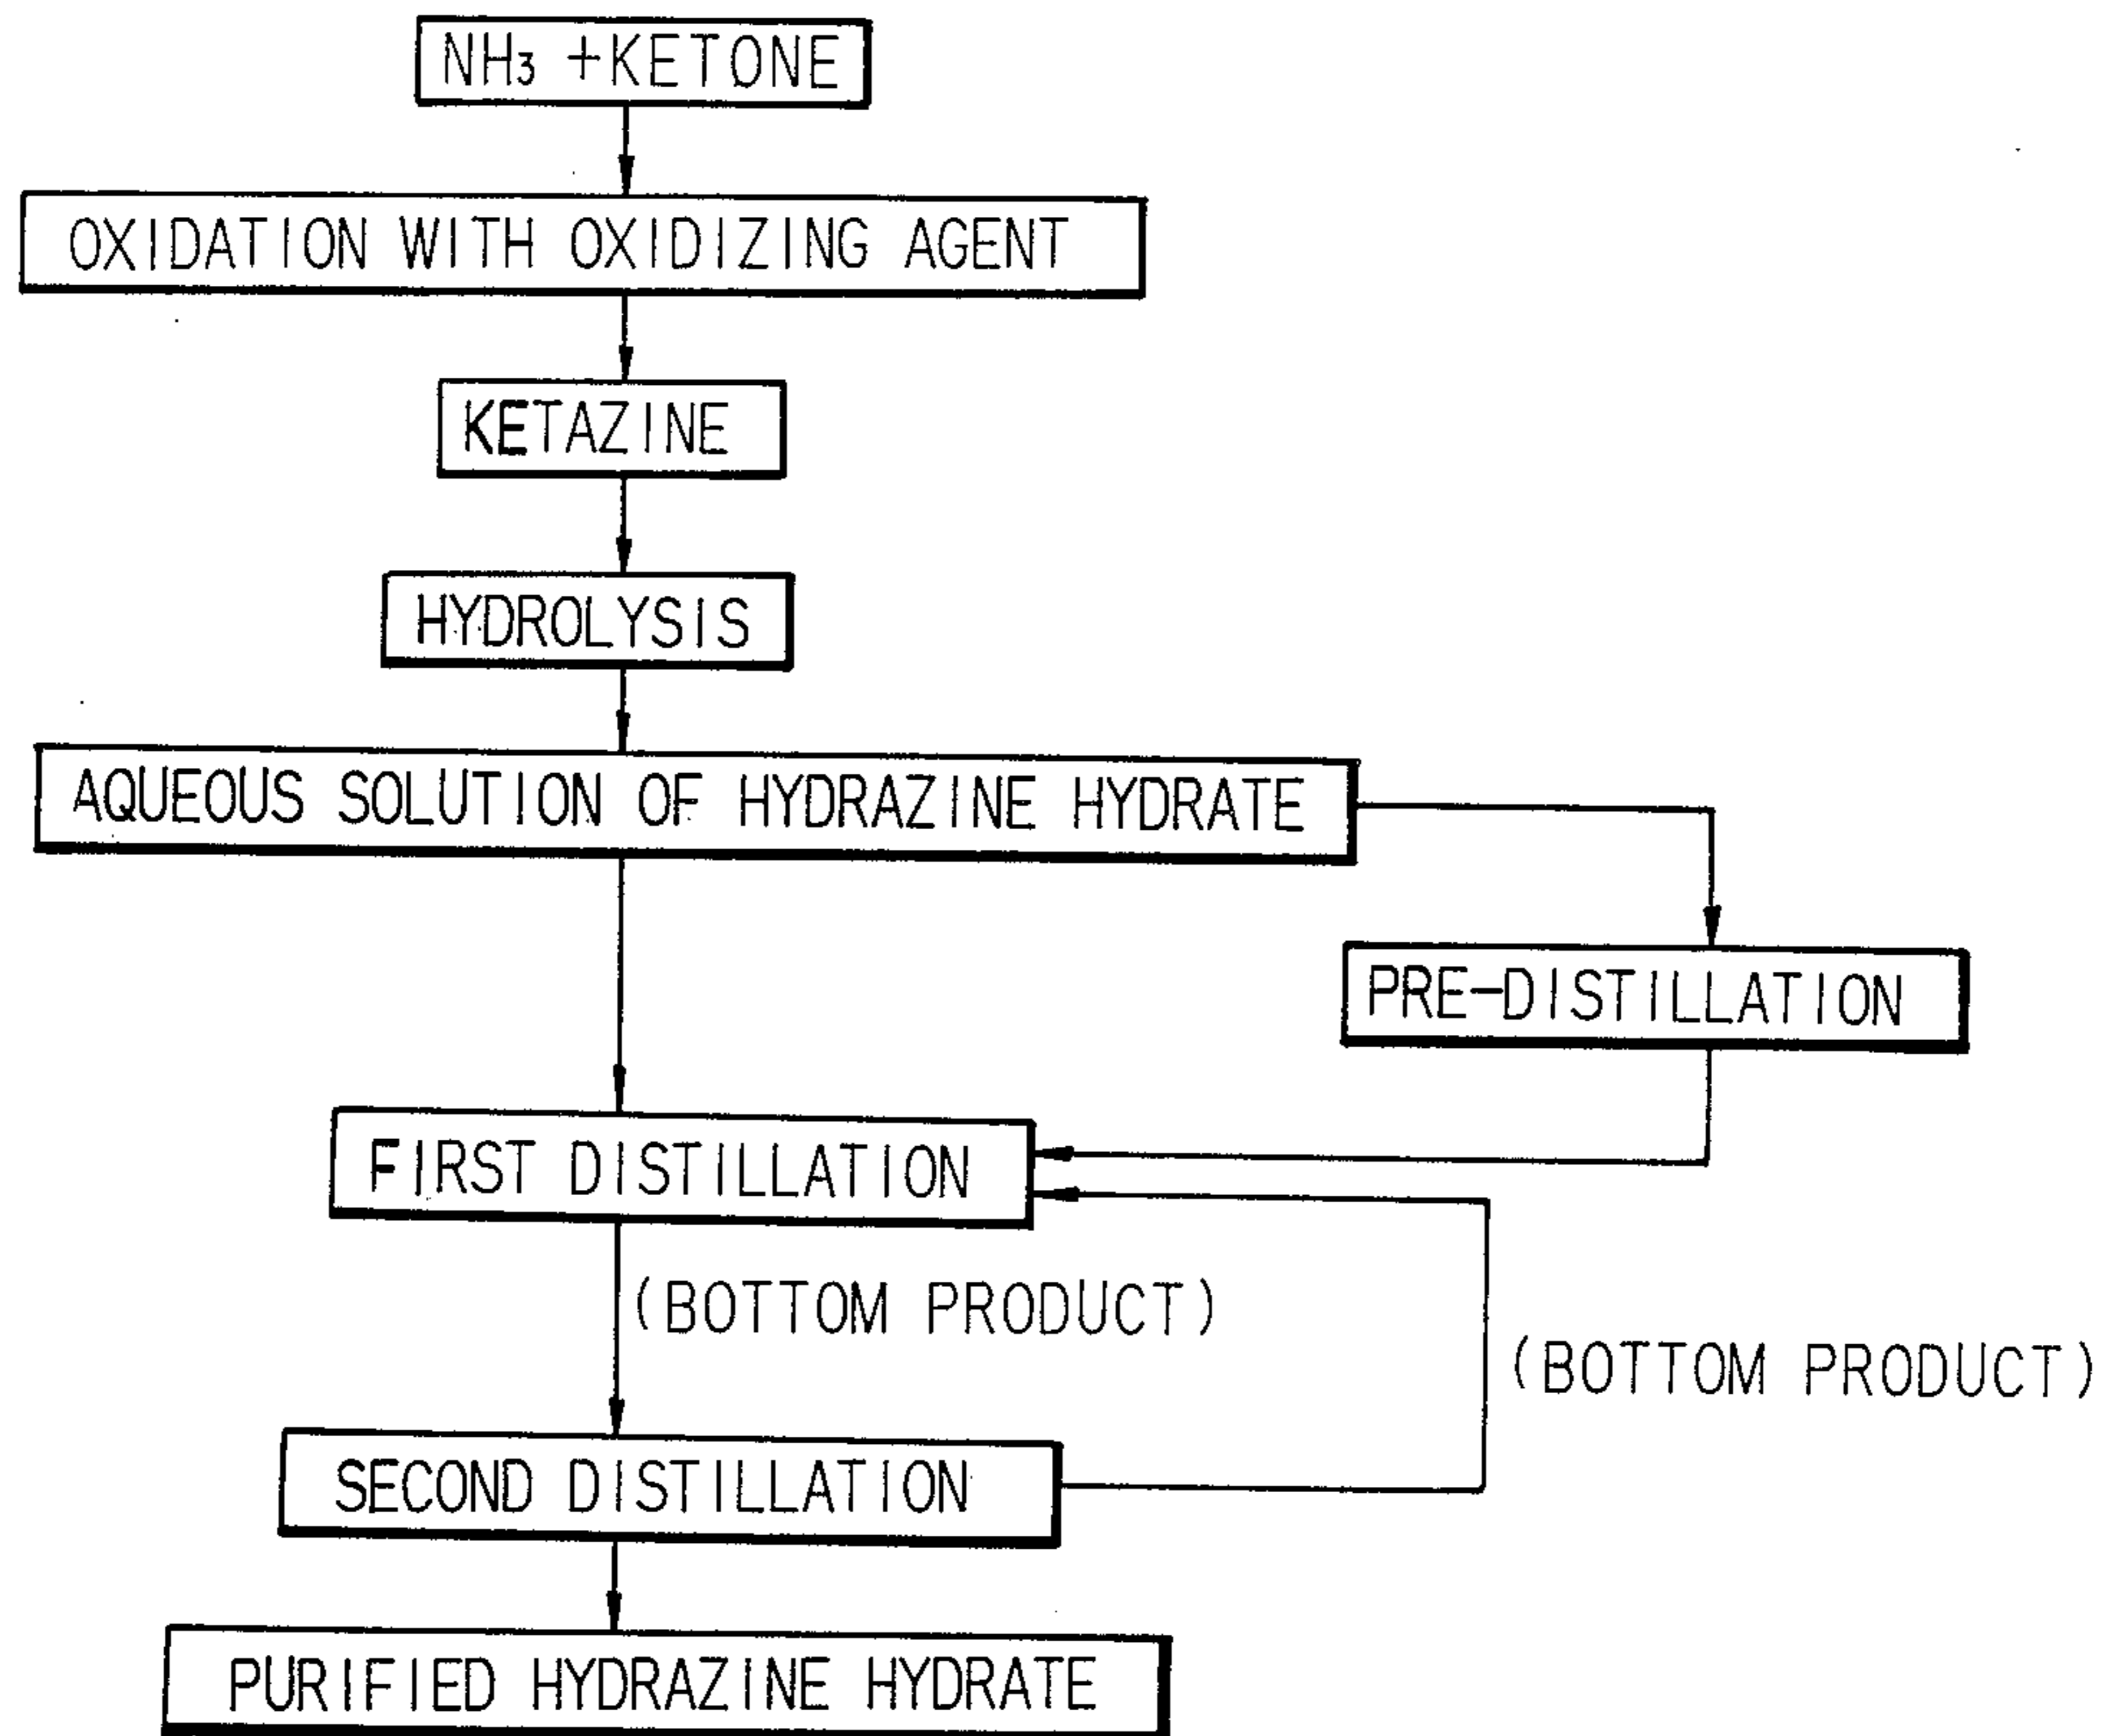 NH₃ +KETONE
OXIDATION WITH OXIDIZING AGENT
KETAZINE
HYDROLYSIS
AQUEOUS SOLUTION OF HYDRAZINE HYDRATE
PRE-DISTILLATION
FIRST DISTILLATION
(BOTTOM PRODUCT)
(BOTTOM PRODUCT)
SECOND DISTILLATION
PURIFIED HYDRAZINE HYDRATE